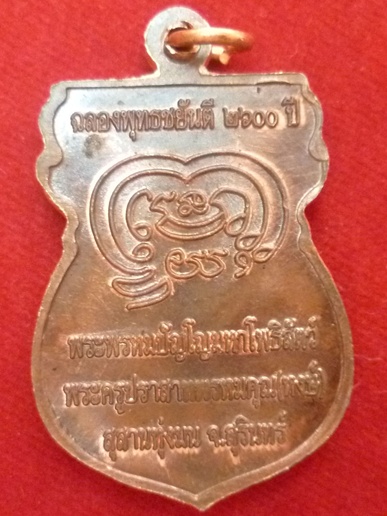 ฉลองพุทธชยันตี ๒๖๐๐ ปี
พระพรหมปัญโญมหาโพธิสัตว์
พระครูปราสาทพรหมคุณ(หงษ์)
สุสานทุ่งมน จ.สุรินทร์